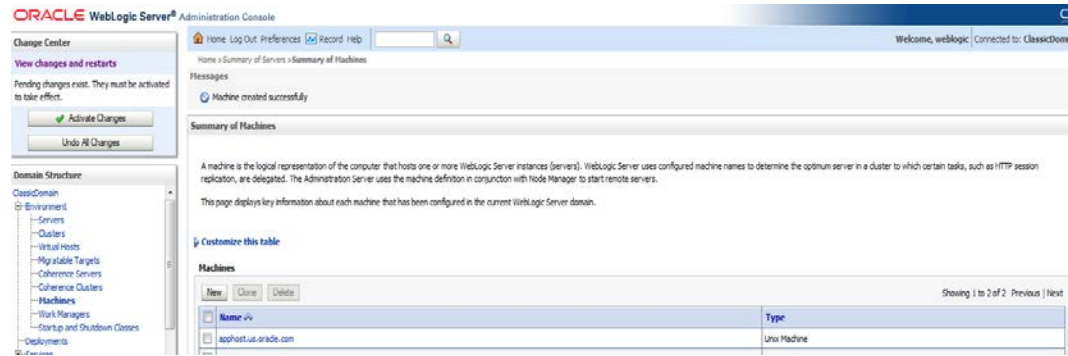 ORACLE WebLogic Server® Administration Console
Change Center
View changes and restarts
Pending changes exist. They must be activated
to take effect.
Activate Changes
Undo All Changes
Domain Structure
ClassicDomain
Environment
Servers
Clusters
Virtual Hosts
Migratable Targets
Coherence Servers
Coherence Clusters
Machines
Work Managers
Startup and Shutdown Classes
Deployments
Services
Home Log Out Preferences Record Help
Welcome, weblogic Connected to: ClassicDom
Home >Summary of Servers >Summary of Machines
Messages
Machine created successfully
Summary of Machines
A machine is the logical representation of the computer that hosts one or more WebLogic Server instances (servers). WebLogic Server uses configured machine names to determine the optimum server in a cluster to which certain tasks, such as HTTP session
replication, are delegated. The Administration Server uses the machine definition in conjunction with Node Manager to start remote servers.
This page displays key information about each machine that has been configured in the current WebLogic Server domain.
Customize this table
Machines
New Clone Delete
Showing 1 to 2 of 2 Previous | Next
Name Type
apphost.us.oracle.com Unix Machine